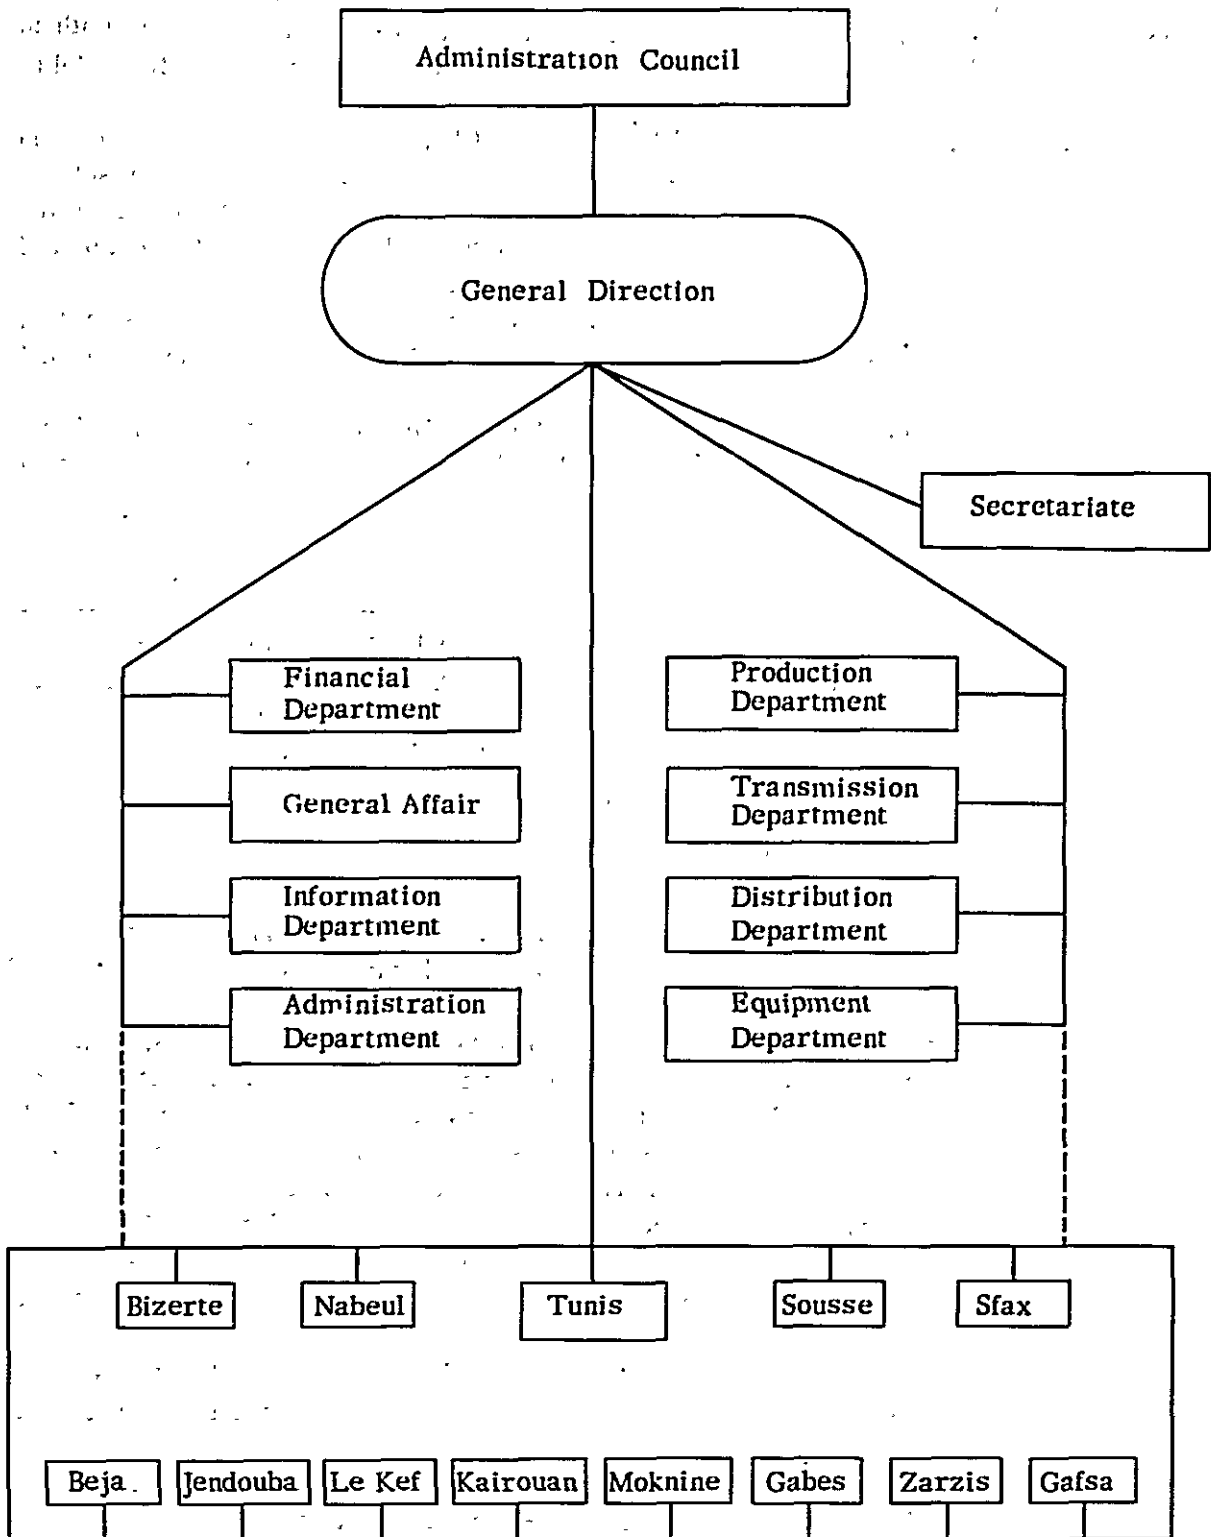 Administration Council
General Direction
Secretariate
Financial
Department
Production
Department
General Affair
Transmission
Department
Information
Department
Distribution
Department
Administration
Department
Equipment
Department
Bizerte
Nabeul
Tunis
Sousse
Sfax
Beja
Jendouba
Le Kef
Kairouan
Moknine
Gabes
Zarzis
Gafsa